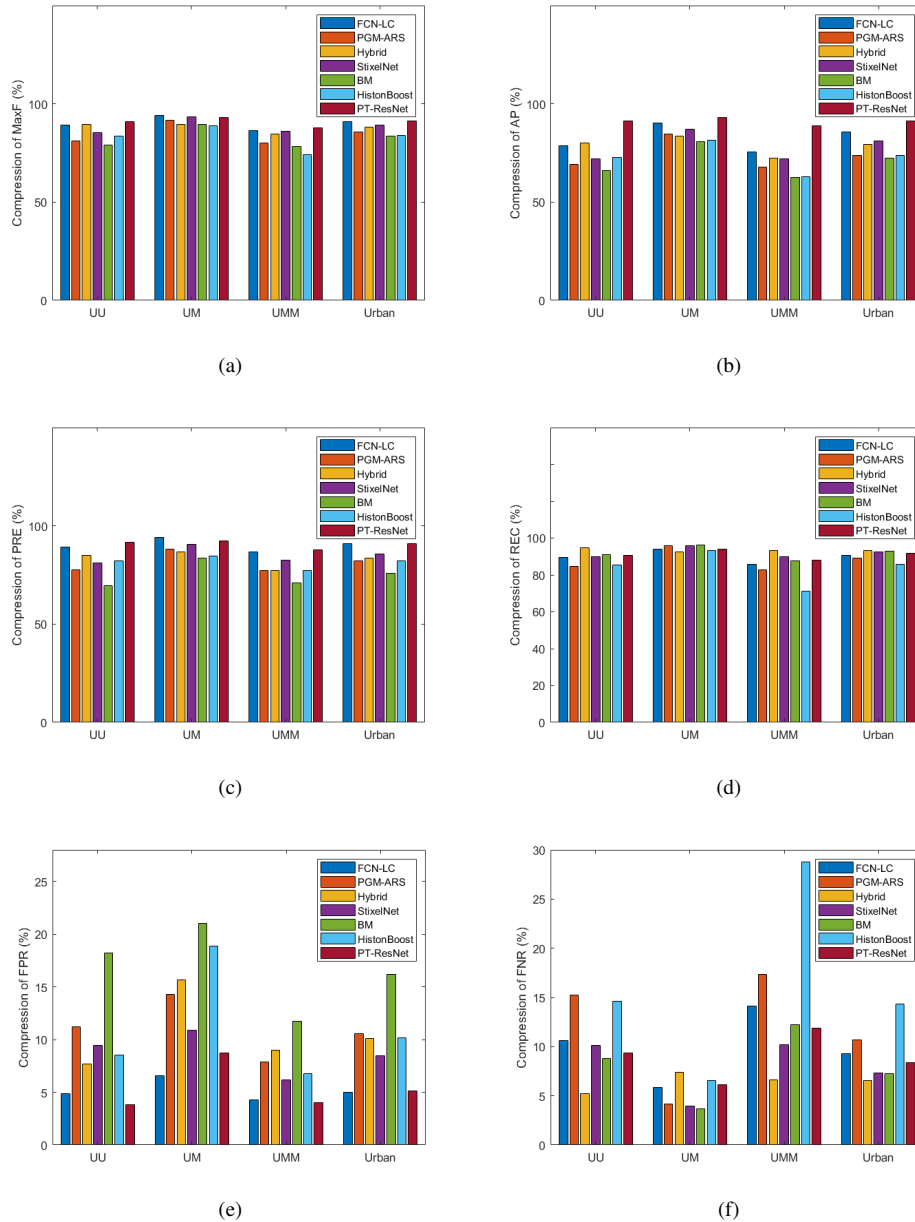 Compression of MaxF (%)
100
50
0
UU
UM
UMM
Urban
FCN-LC
PGM-ARS
Hybrid
StixelNet
BM
HistonBoost
PT-ResNet
(a)
Compression of AP (%)
100
50
0
UU
UM
UMM
Urban
FCN-LC
PGM-ARS
Hybrid
StixelNet
BM
HistonBoost
PT-ResNet
(b)
Compression of PRE (%)
100
50
0
UU
UM
UMM
Urban
FCN-LC
PGM-ARS
Hybrid
StixelNet
BM
HistonBoost
PT-ResNet
(c)
Compression of REC (%)
100
80
60
40
20
0
UU
UM
UMM
Urban
FCN-LC
PGM-ARS
Hybrid
StixelNet
BM
HistonBoost
PT-ResNet
(d)
Compression of FPR (%)
25
20
15
10
5
0
UU
UM
UMM
Urban
FCN-LC
PGM-ARS
Hybrid
StixelNet
BM
HistonBoost
PT-ResNet
(e)
Compression of FNR (%)
30
25
20
15
10
5
0
UU
UM
UMM
Urban
FCN-LC
PGM-ARS
Hybrid
StixelNet
BM
HistonBoost
PT-ResNet
(f)